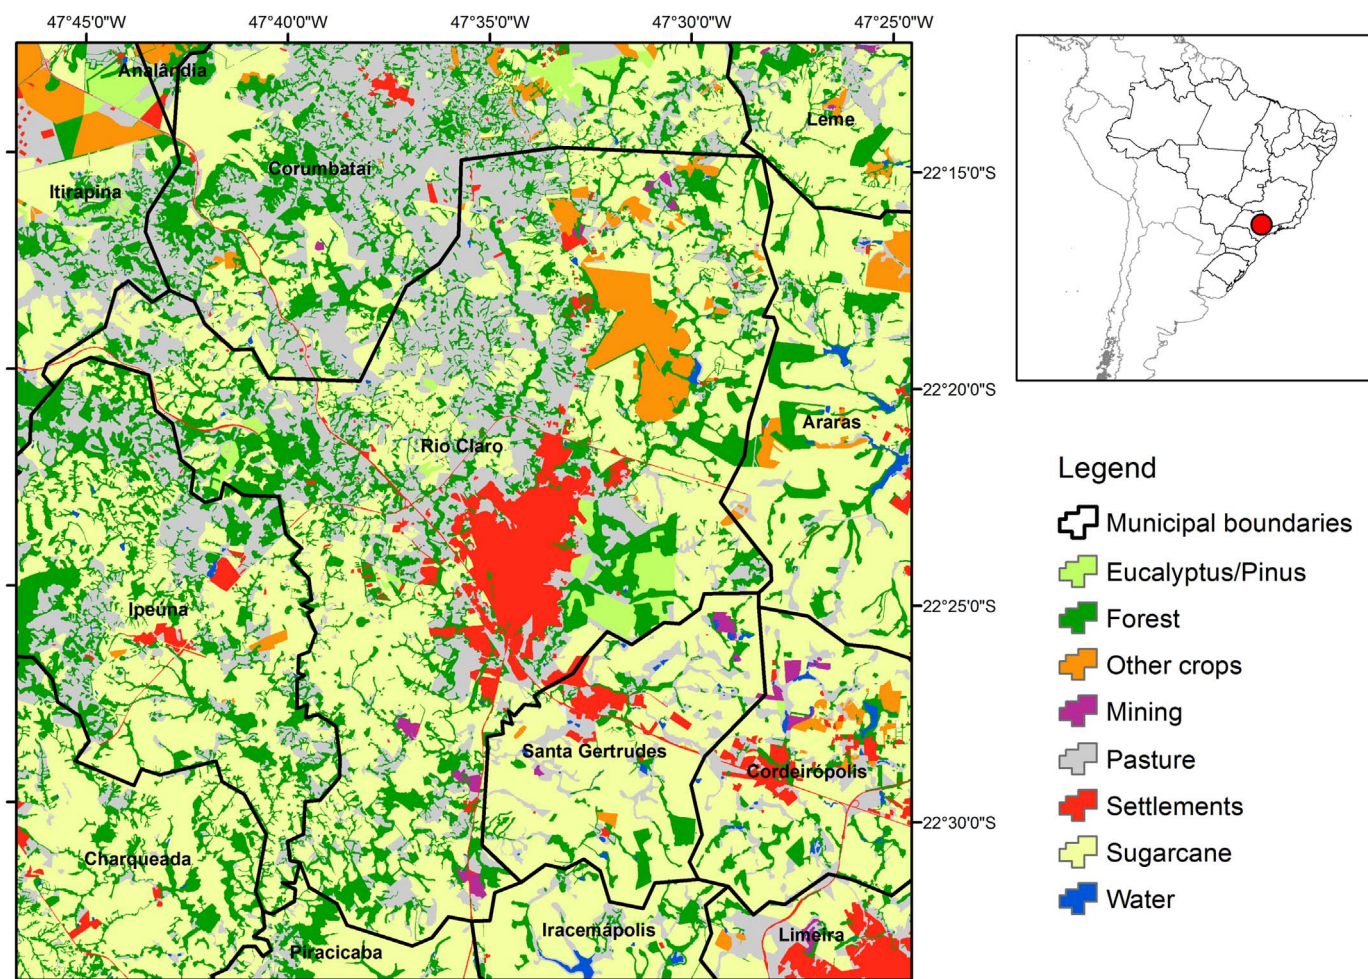 47°45'0"W
47°40'0"W
47°35'0"W
47°30'0"W
47°25'0"W
Analândia
Leme
Corumbataí
Itirapina
22°15'0"S
22°20'0"S
Araras
Rio Claro
22°25'0"S
Ipeúna
Santa Gertrudes
Cordeirópolis
22°30'0"S
Charqueada
Iracemápolis
Limeira
Piracicaba
Legend
Municipal boundaries
Eucalyptus/Pinus
Forest
Other crops
Mining
Pasture
Settlements
Sugarcane
Water